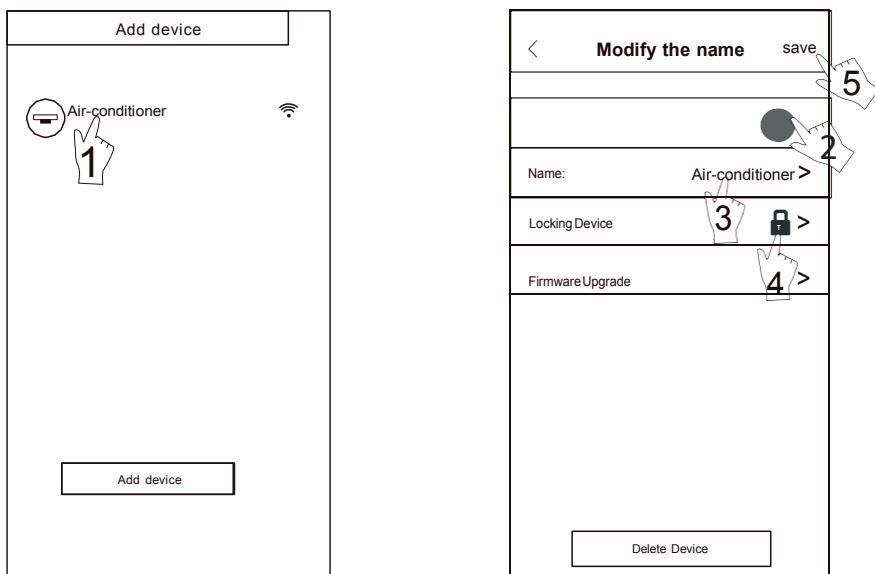 Add device
Air-conditioner
1
Add device
< Modify the name save
5
2
Name: Air-conditioner >
3
Locking Device >
4
Firmware Upgrade >
Delete Device